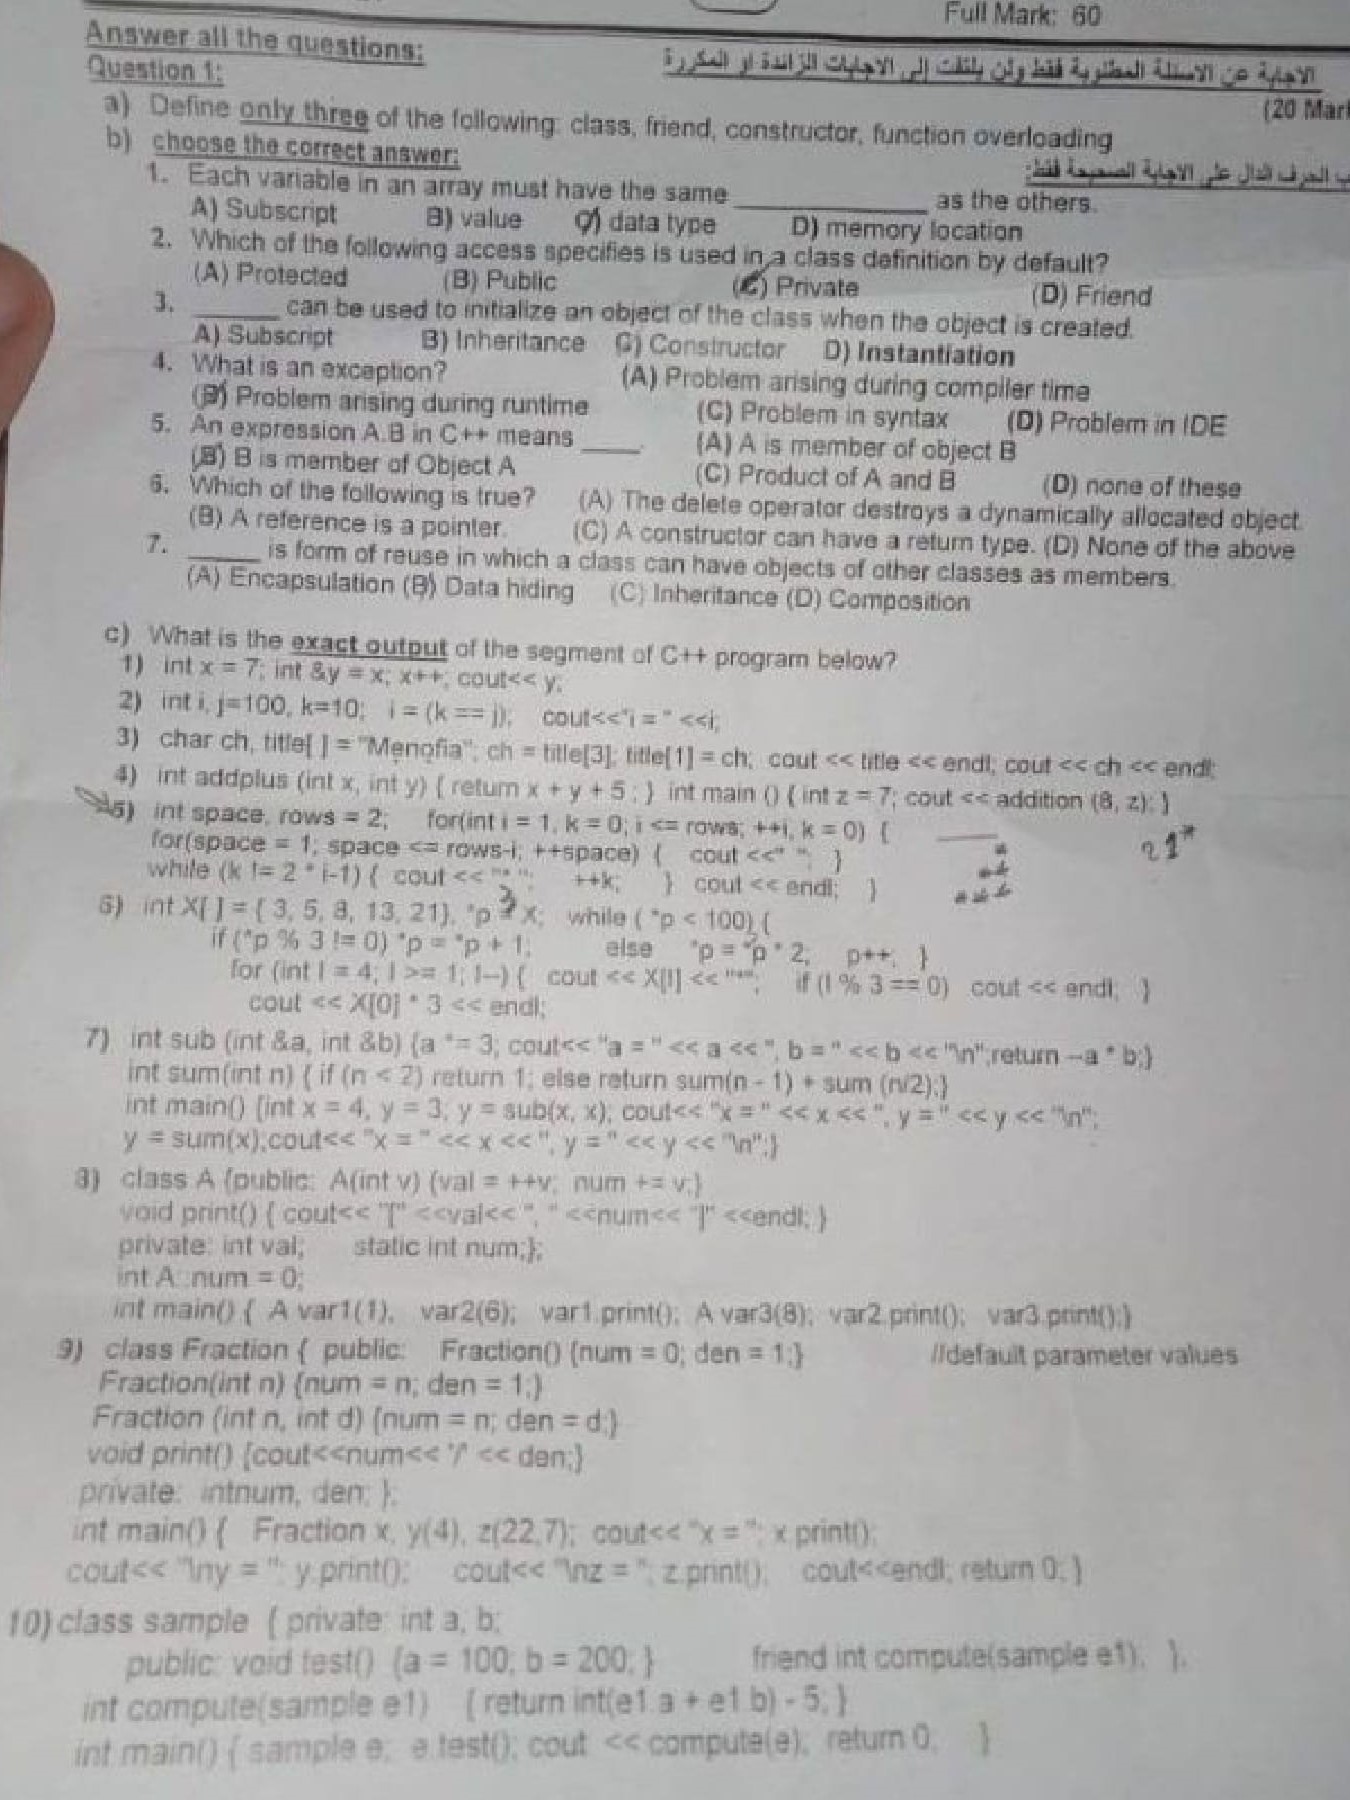 Full Mark: 60
Answer all the questions:
الاجابة عن الاسئلة المطلوبة فقط ولن يلتفت إلى الاجابات الزائدة او المكررة
Question 1:
(20 Mar
a) Define only three of the following: class, friend, constructor, function overloading
b) choose the correct answer:
ب الحرف الدال على الاجابة الصحيحة فقط:
1. Each variable in an array must have the same ______ as the others.
A) Subscript B) value C) data type D) memory location
2. Which of the following access specifies is used in a class definition by default?
(A) Protected (B) Public (C) Private (D) Friend
3. ______ can be used to initialize an object of the class when the object is created.
A) Subscript B) Inheritance C) Constructor D) Instantiation
4. What is an exception? (A) Problem arising during compiler time
(B) Problem arising during runtime (C) Problem in syntax (D) Problem in IDE
5. An expression A.B in C++ means ____ (A) A is member of object B
(B) B is member of Object A (C) Product of A and B (D) none of these
6. Which of the following is true? (A) The delete operator destroys a dynamically allocated object.
(B) A reference is a pointer. (C) A constructor can have a return type. (D) None of the above
7. _____ is form of reuse in which a class can have objects of other classes as members.
(A) Encapsulation (B) Data hiding (C) Inheritance (D) Composition
c) What is the exact output of the segment of C++ program below?
1) int x = 7; int &y = x; x++; cout<< y;
2) int i, j=100, k=10; i = (k == j); cout<<"i = " <<i;
3) char ch, title[ ] = "Menofia"; ch = title[3]; title[1] = ch; cout << title << endl; cout << ch << endl;
4) int addplus (int x, int y) { return x + y + 5 ; } int main () { int z = 7; cout << addition (8, z); }
5) int space, rows = 2; for(int i = 1, k = 0; i <= rows; ++i, k = 0) {
for(space = 1; space <= rows-i; ++space) { cout <<" "; }
while (k != 2 * i-1) { cout << "* "; ++k; } cout << endl; }
*
**
***
21*
6) int X[ ] = { 3, 5, 8, 13, 21}, *p = X; while ( *p < 100) {
if (*p % 3 != 0) *p = *p + 1; else *p = *p * 2; p++; }
for (int I = 4; I >= 1; I--) { cout << X[I] << "*"; if (I % 3 == 0) cout << endl; }
cout << X[0] * 3 << endl;
7) int sub (int &a, int &b) {a *= 3; cout<< "a = " << a << ", b = " << b << "\n";return --a * b;}
int sum(int n) { if (n < 2) return 1; else return sum(n - 1) + sum (n/2);}
int main() {int x = 4, y = 3; y = sub(x, x); cout<< "x = " << x << ", y = " << y << "\n";
y = sum(x);cout<< "x = " << x << ", y = " << y << "\n";}
8) class A {public: A(int v) {val = ++v; num += v;}
void print() { cout<< "[" <<val<< ", " <<num<< "]" <<endl; }
private: int val; static int num;};
int A::num = 0;
int main() { A var1(1), var2(6); var1.print(); A var3(8); var2.print(); var3.print();}
9) class Fraction { public: Fraction() {num = 0; den = 1;} //default parameter values
Fraction(int n) {num = n; den = 1;}
Fraction (int n, int d) {num = n; den = d;}
void print() {cout<<num<< '/' << den;}
private: intnum, den; };
int main() { Fraction x, y(4), z(22,7); cout<< "x = "; x.print();
cout<< "\ny = "; y.print(); cout<< "\nz = "; z.print(); cout<<endl; return 0; }
10) class sample { private: int a, b;
public: void test() {a = 100; b = 200; } friend int compute(sample e1); };
int compute(sample e1) { return int(e1.a + e1.b) - 5; }
int main() { sample e; e.test(); cout << compute(e); return 0; }